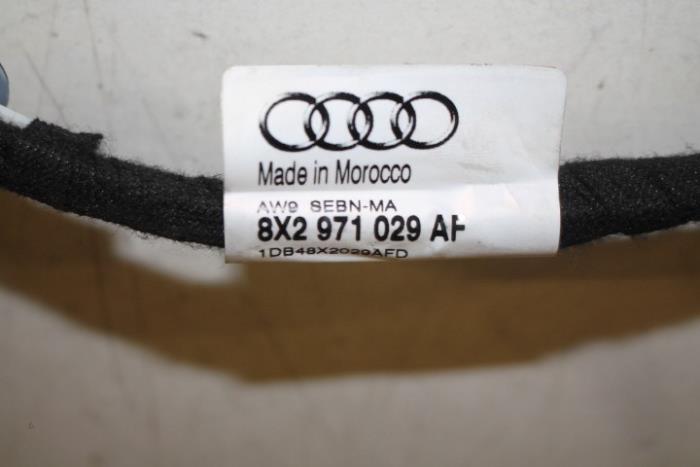 Made in Morocco
AW9 SEBN-MA
8X2 971 029 AF
1DB48X2029AFD